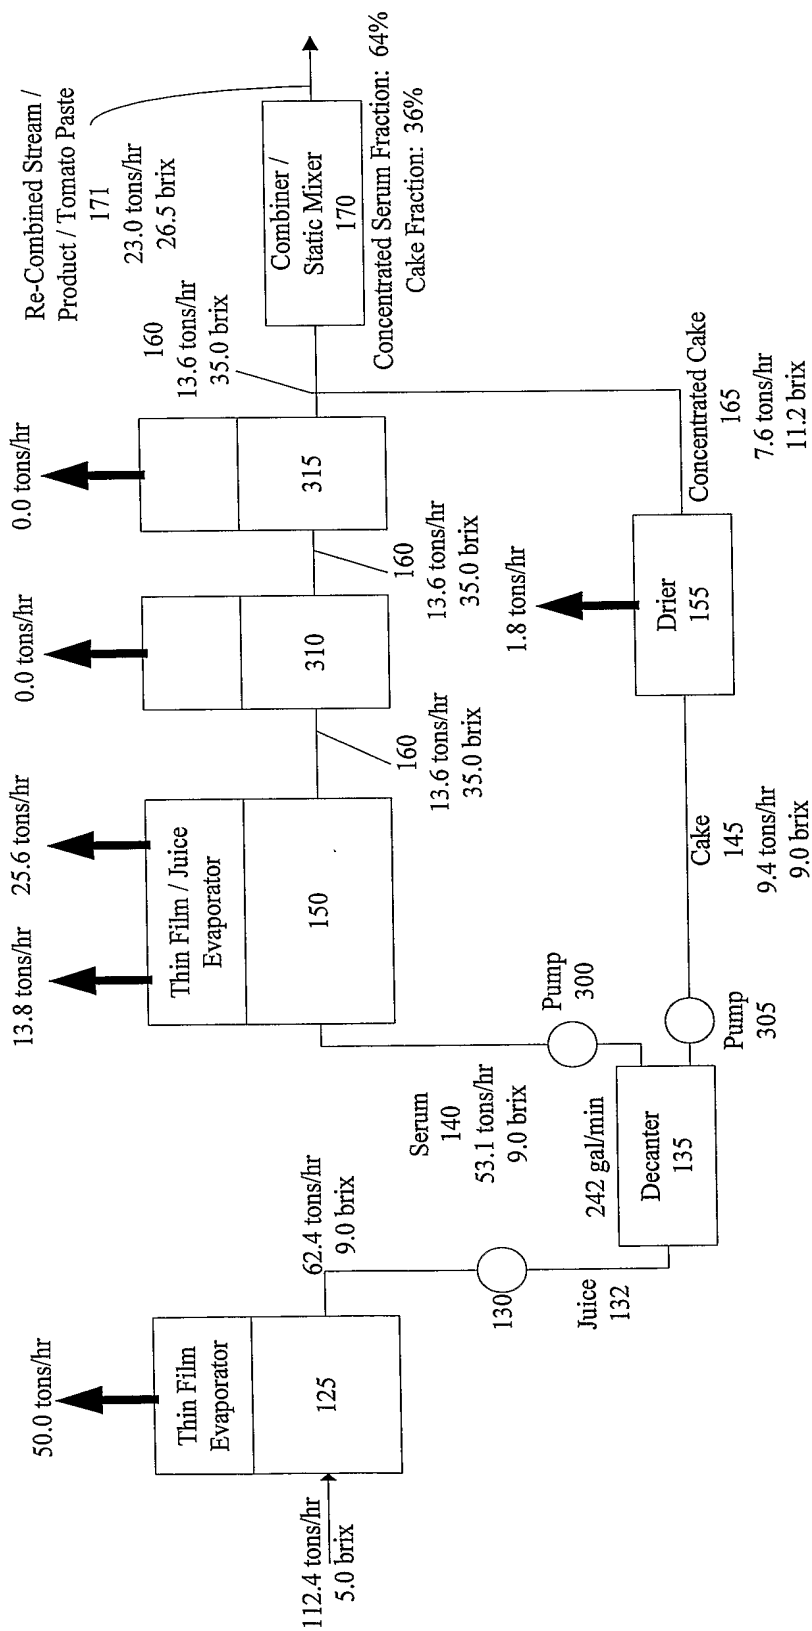 50.0 tons/hr
Thin Film
Evaporator
125
112.4 tons/hr
5.0 brix
62.4 tons/hr
9.0 brix
130
Juice
132
242 gal/min
Decanter
135
Serum
140
53.1 tons/hr
9.0 brix
Pump
300
Pump
305
13.8 tons/hr
25.6 tons/hr
Thin Film / Juice
Evaporator
150
160
13.6 tons/hr
35.0 brix
0.0 tons/hr
310
160
13.6 tons/hr
35.0 brix
0.0 tons/hr
315
160
13.6 tons/hr
35.0 brix
Cake
145
9.4 tons/hr
9.0 brix
1.8 tons/hr
Drier
155
Concentrated Cake
165
7.6 tons/hr
11.2 brix
Combiner /
Static Mixer
170
Concentrated Serum Fraction: 64%
Cake Fraction: 36%
Re-Combined Stream /
Product / Tomato Paste
171
23.0 tons/hr
26.5 brix